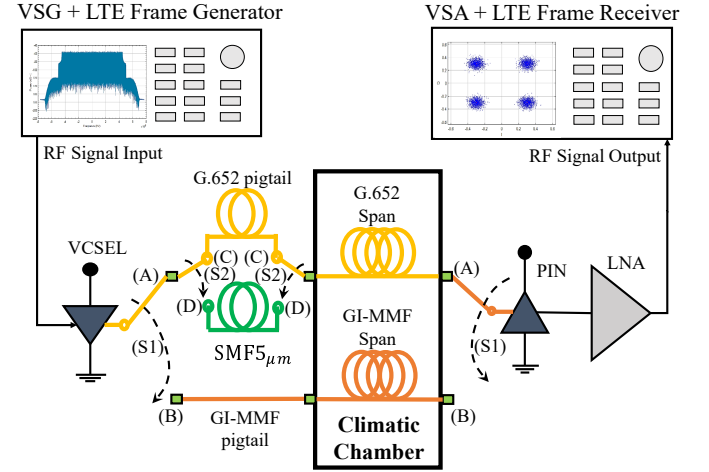 VSG + LTE Frame Generator
VSA + LTE Frame Receiver
RF Signal Input
RF Signal Output
G.652 pigtail
G.652
Span
VCSEL
(A)
(C)
(C)
(S2)
(S2)
(A)
PIN
LNA
(D)
(D)
(S1)
SMF5μm
GI-MMF
Span
(S1)
(B)
GI-MMF
pigtail
(B)
Climatic
Chamber